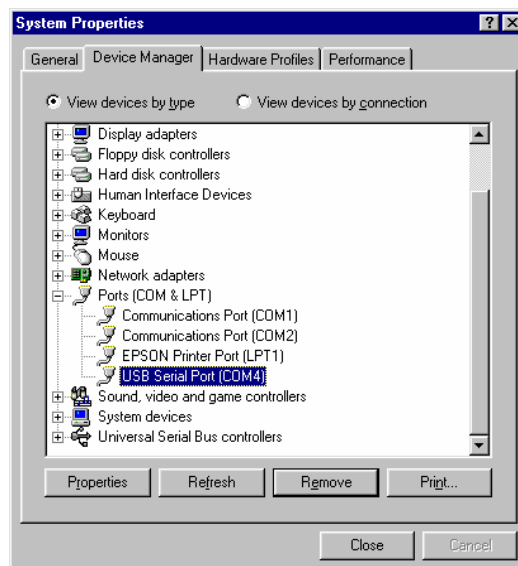 System Properties
General Device Manager Hardware Profiles Performance
View devices by type View devices by connection
Display adapters
Floppy disk controllers
Hard disk controllers
Human Interface Devices
Keyboard
Monitors
Mouse
Network adapters
Ports (COM & LPT)
Communications Port (COM1)
Communications Port (COM2)
EPSON Printer Port (LPT1)
USB Serial Port (COM4)
Sound, video and game controllers
System devices
Universal Serial Bus controllers
Properties Refresh Remove Print...
Close Cancel